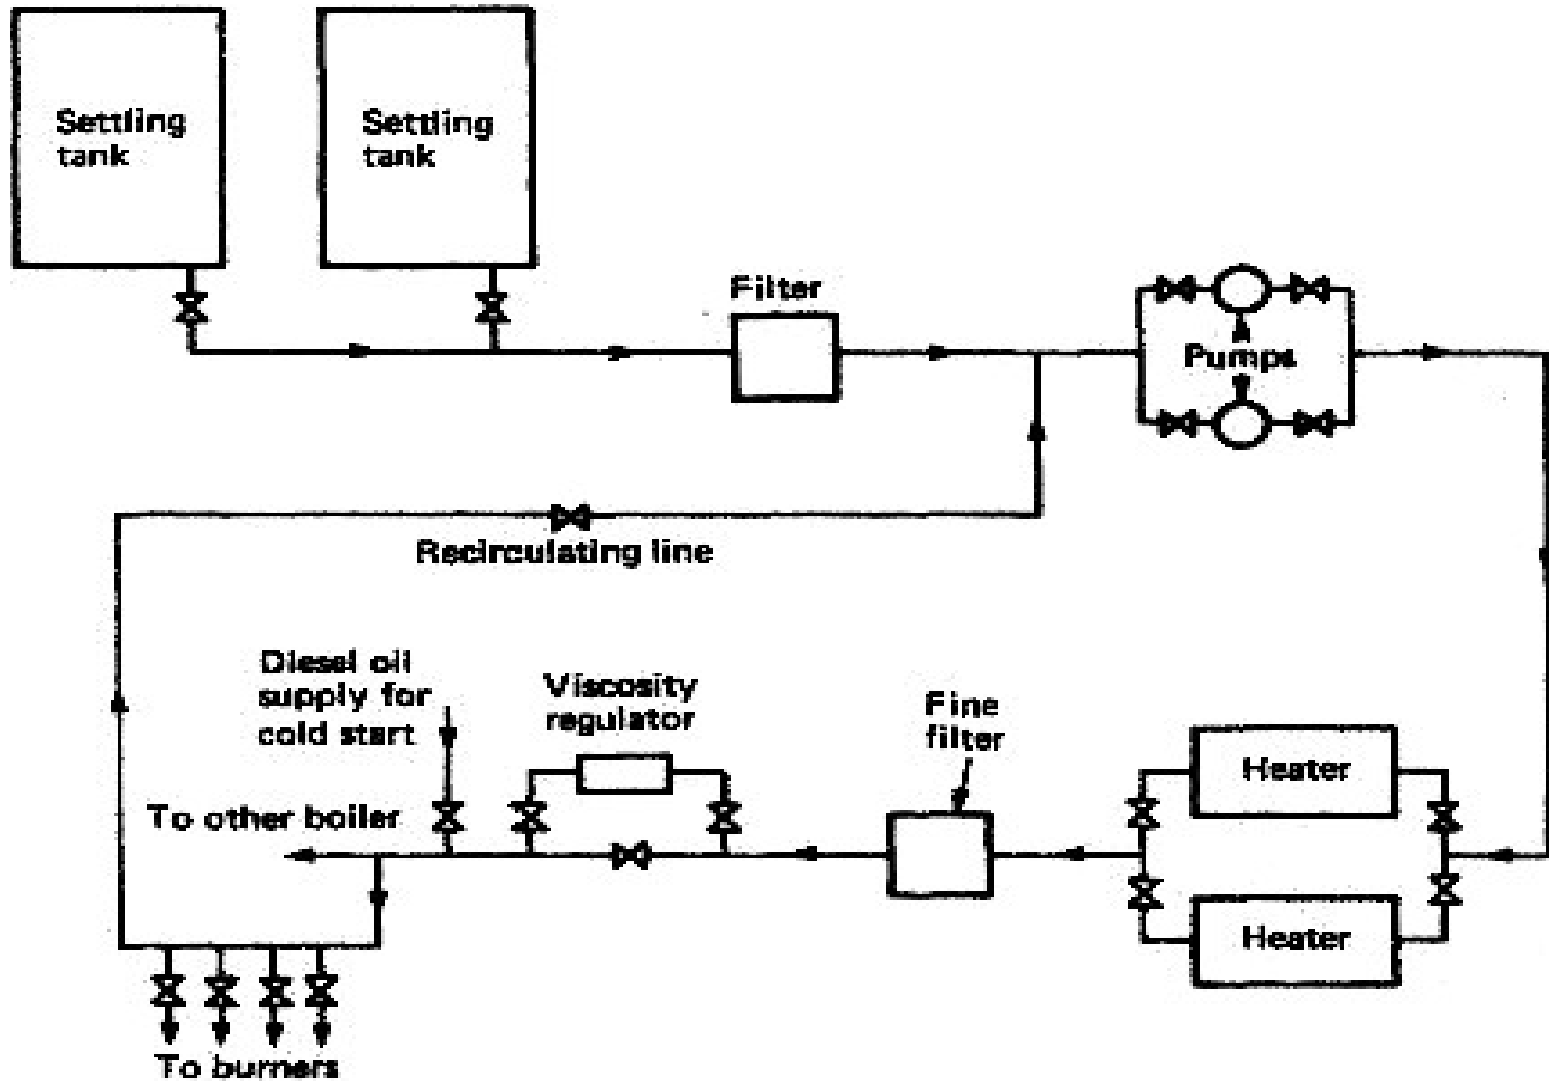 Settling
tank
Settling
tank
Filter
Pumps
Recirculating line
Diesel oil
supply for
cold start
Viscosity
regulator
Fine
filter
Heater
To other boiler
Heater
To burners